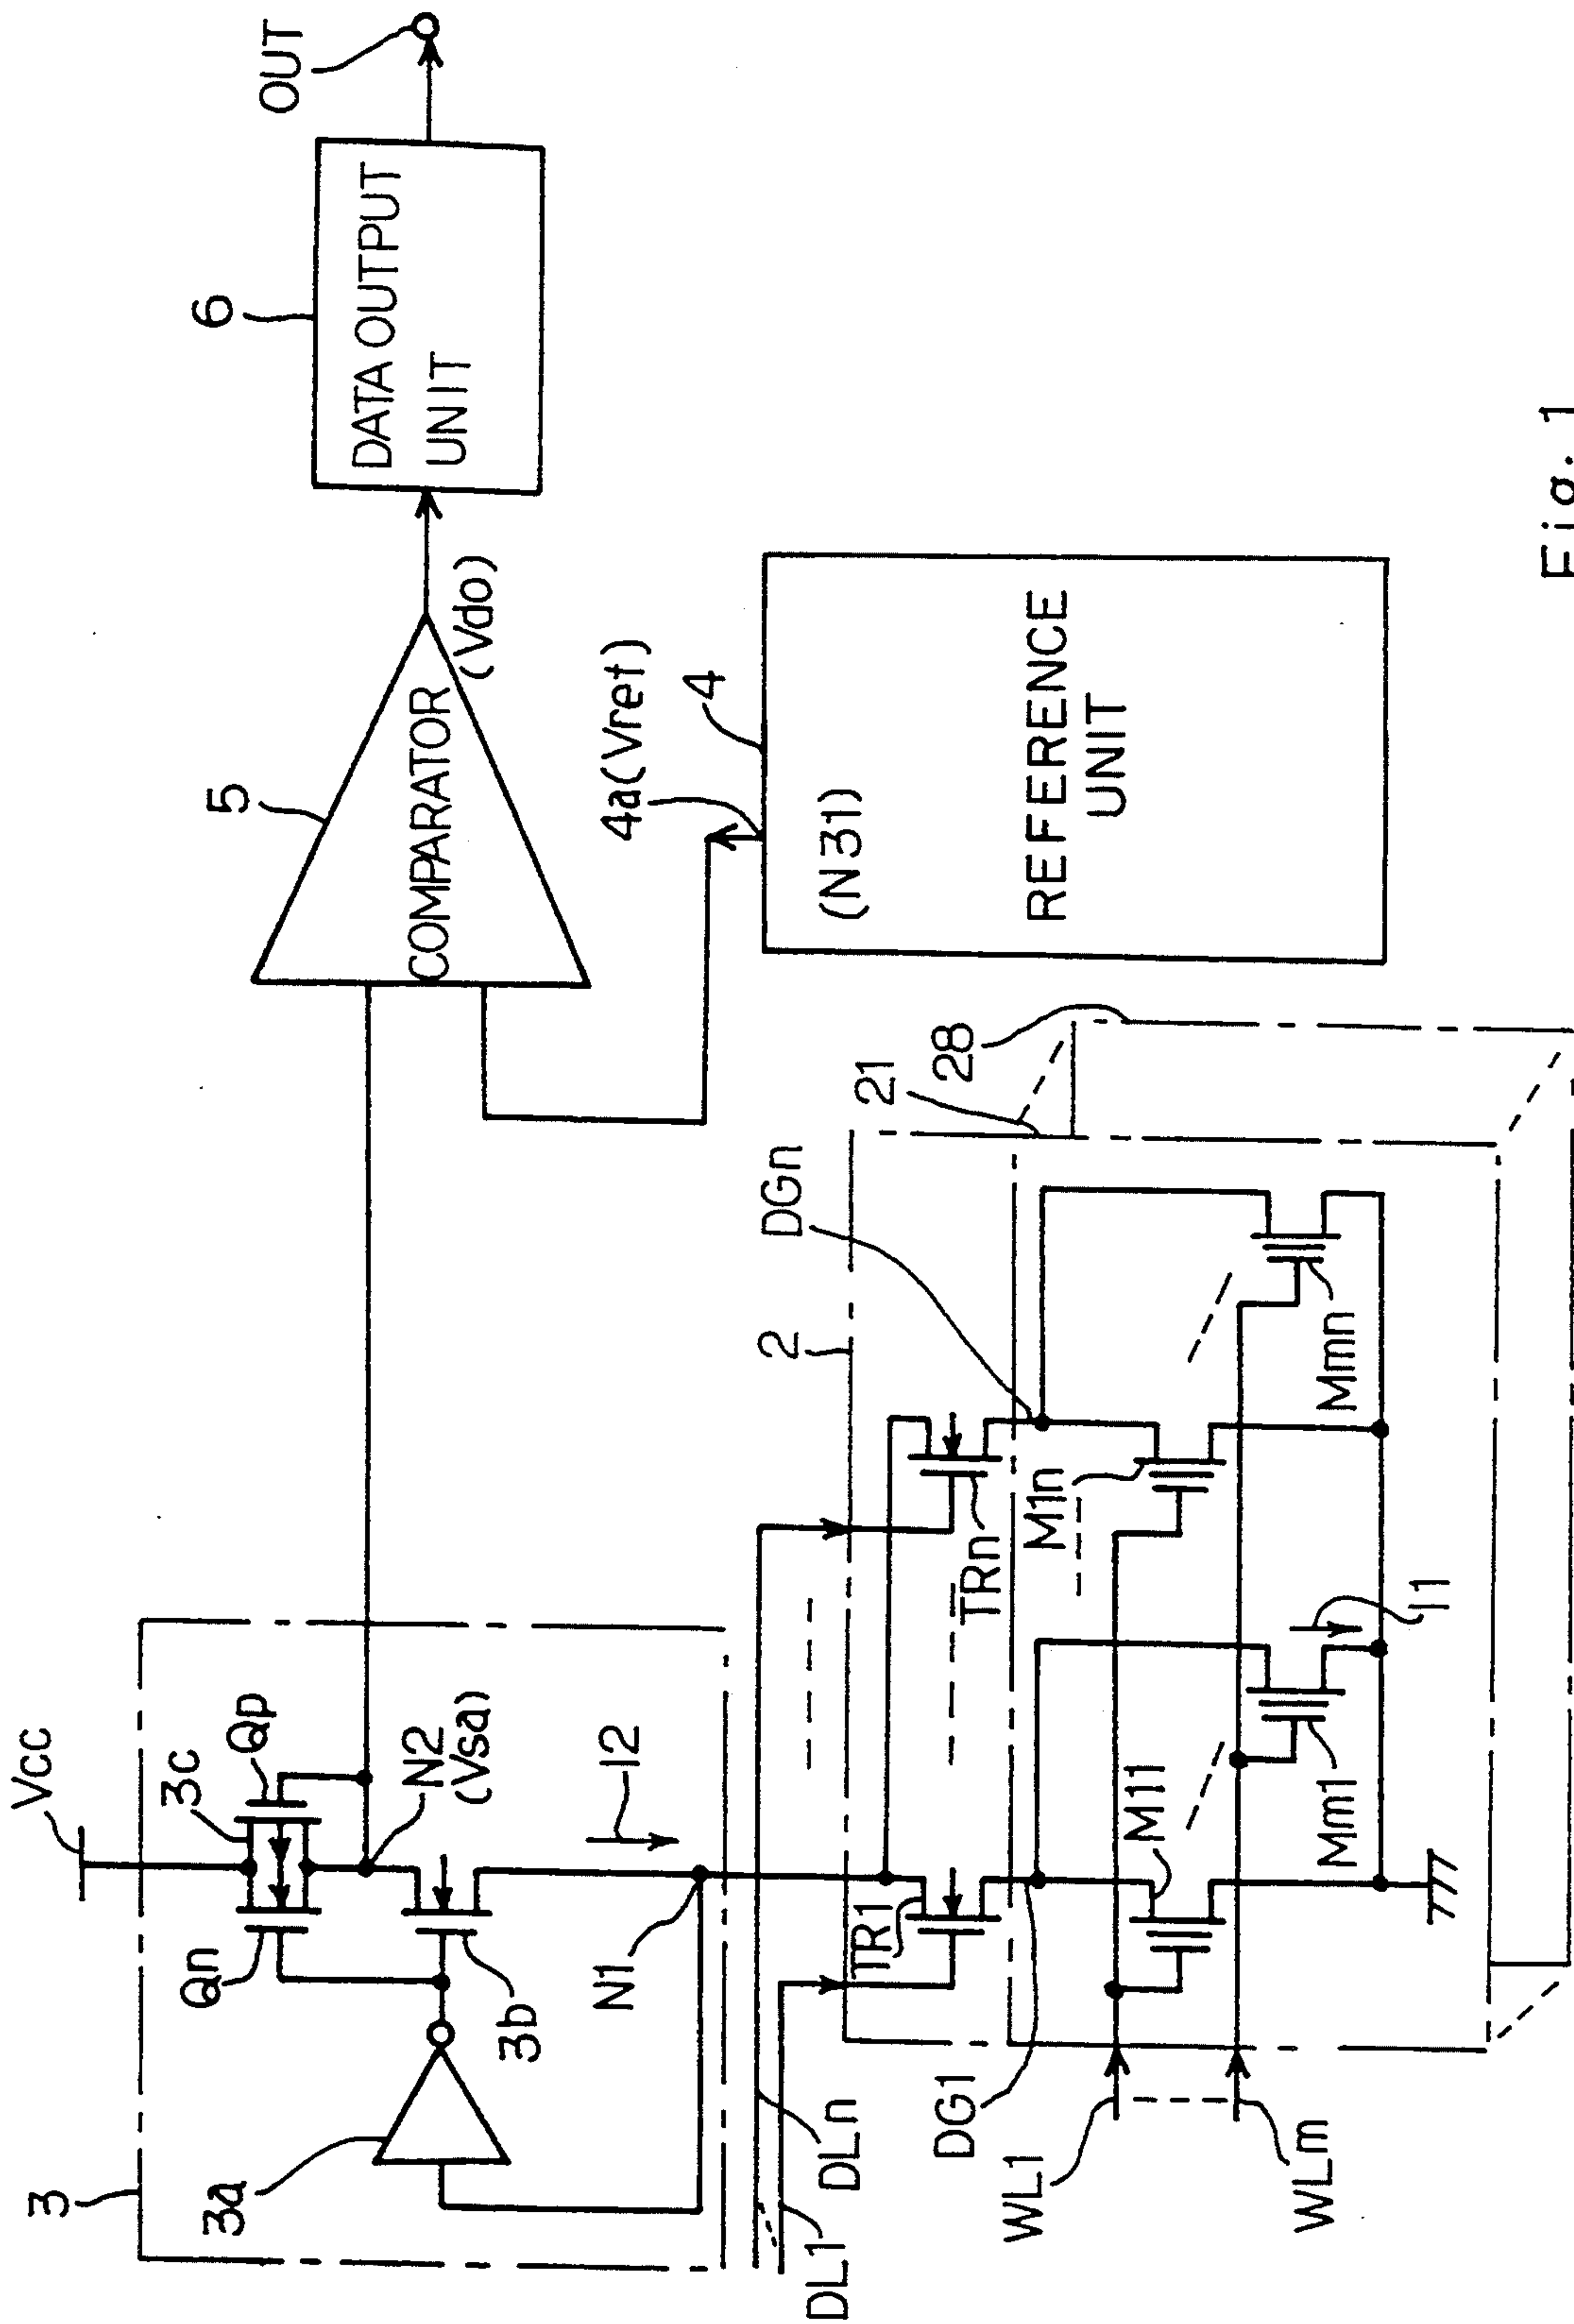 Vcc
3
3c
Qp
Qn
3a
3b
N2
(Vsa)
I2
N1
5
COMPARATOR
(Vdo)
6
DATA OUTPUT
UNIT
OUT
4a(Vref)
4
(N31)
REFERENCE
UNIT
DLn
DL1
2
DGn
21
28
TR1
TRn
DG1
M11
M1n
Mm1
Mmn
I1
WL1
WLm
Fig. 1